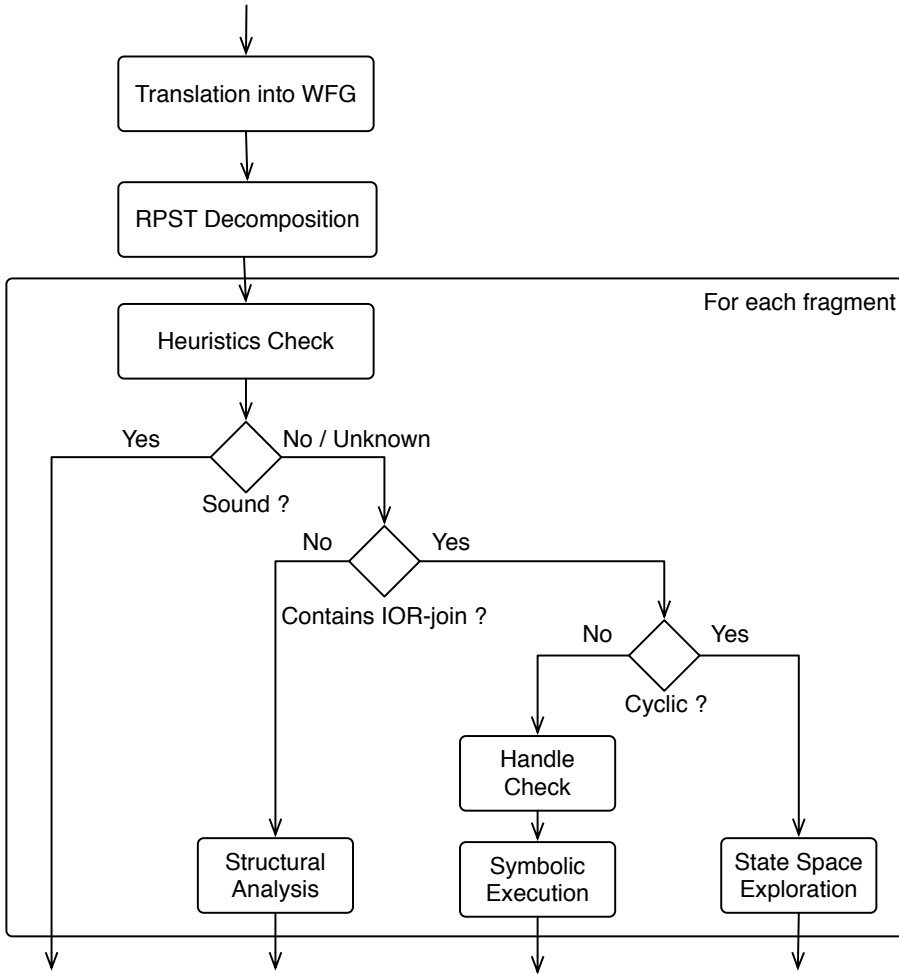 Translation into WFG
RPST Decomposition
For each fragment
Heuristics Check
Yes
No / Unknown
Sound ?
No
Yes
Contains IOR-join ?
No
Yes
Cyclic ?
Handle
Check
Structural
Analysis
Symbolic
Execution
State Space
Exploration